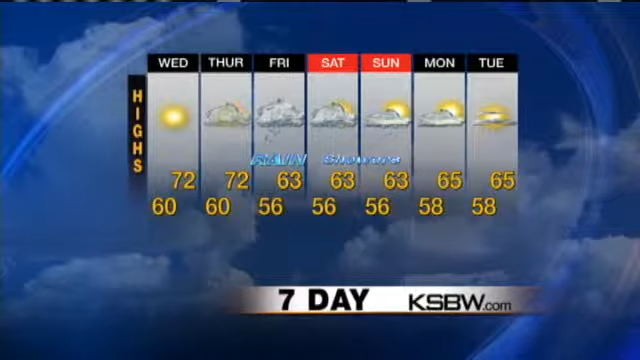 WED THUR FRI SAT SUN MON TUE
HIGHS
RAIN Showers
72 72 63 63 63 65 65
60 60 56 56 56 58 58
7 DAY KSBW.com